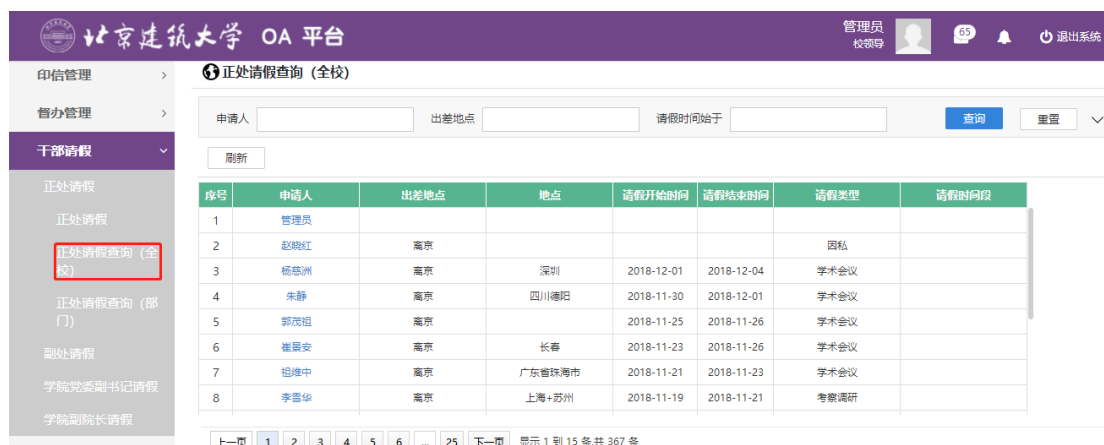 北京建筑大学 OA 平台
管理员
校领导
65
退出系统
印信管理
督办管理
干部请假
正处请假
正处请假
正处请假查询（全
校）
正处请假查询（部
门）
副处请假
学院党委副书记请假
学院副院长请假
正处请假查询（全校）
申请人 出差地点 请假时间始于 查询 重置
刷新
序号 申请人 出差地点 地点 请假开始时间 请假结束时间 请假类型 请假时间段
1 管理员
2 赵晓红 离京 因私
3 杨慈洲 离京 深圳 2018-12-01 2018-12-04 学术会议
4 朱静 离京 四川德阳 2018-11-30 2018-12-01 学术会议
5 郭茂祖 离京 2018-11-25 2018-11-26 学术会议
6 崔景安 离京 长春 2018-11-23 2018-11-26 学术会议
7 祖维中 离京 广东省珠海市 2018-11-21 2018-11-23 学术会议
8 李雪华 离京 上海+苏州 2018-11-19 2018-11-21 考察调研
上一页 1 2 3 4 5 6 ... 25 下一页 显示 1 到 15 条,共 367 条